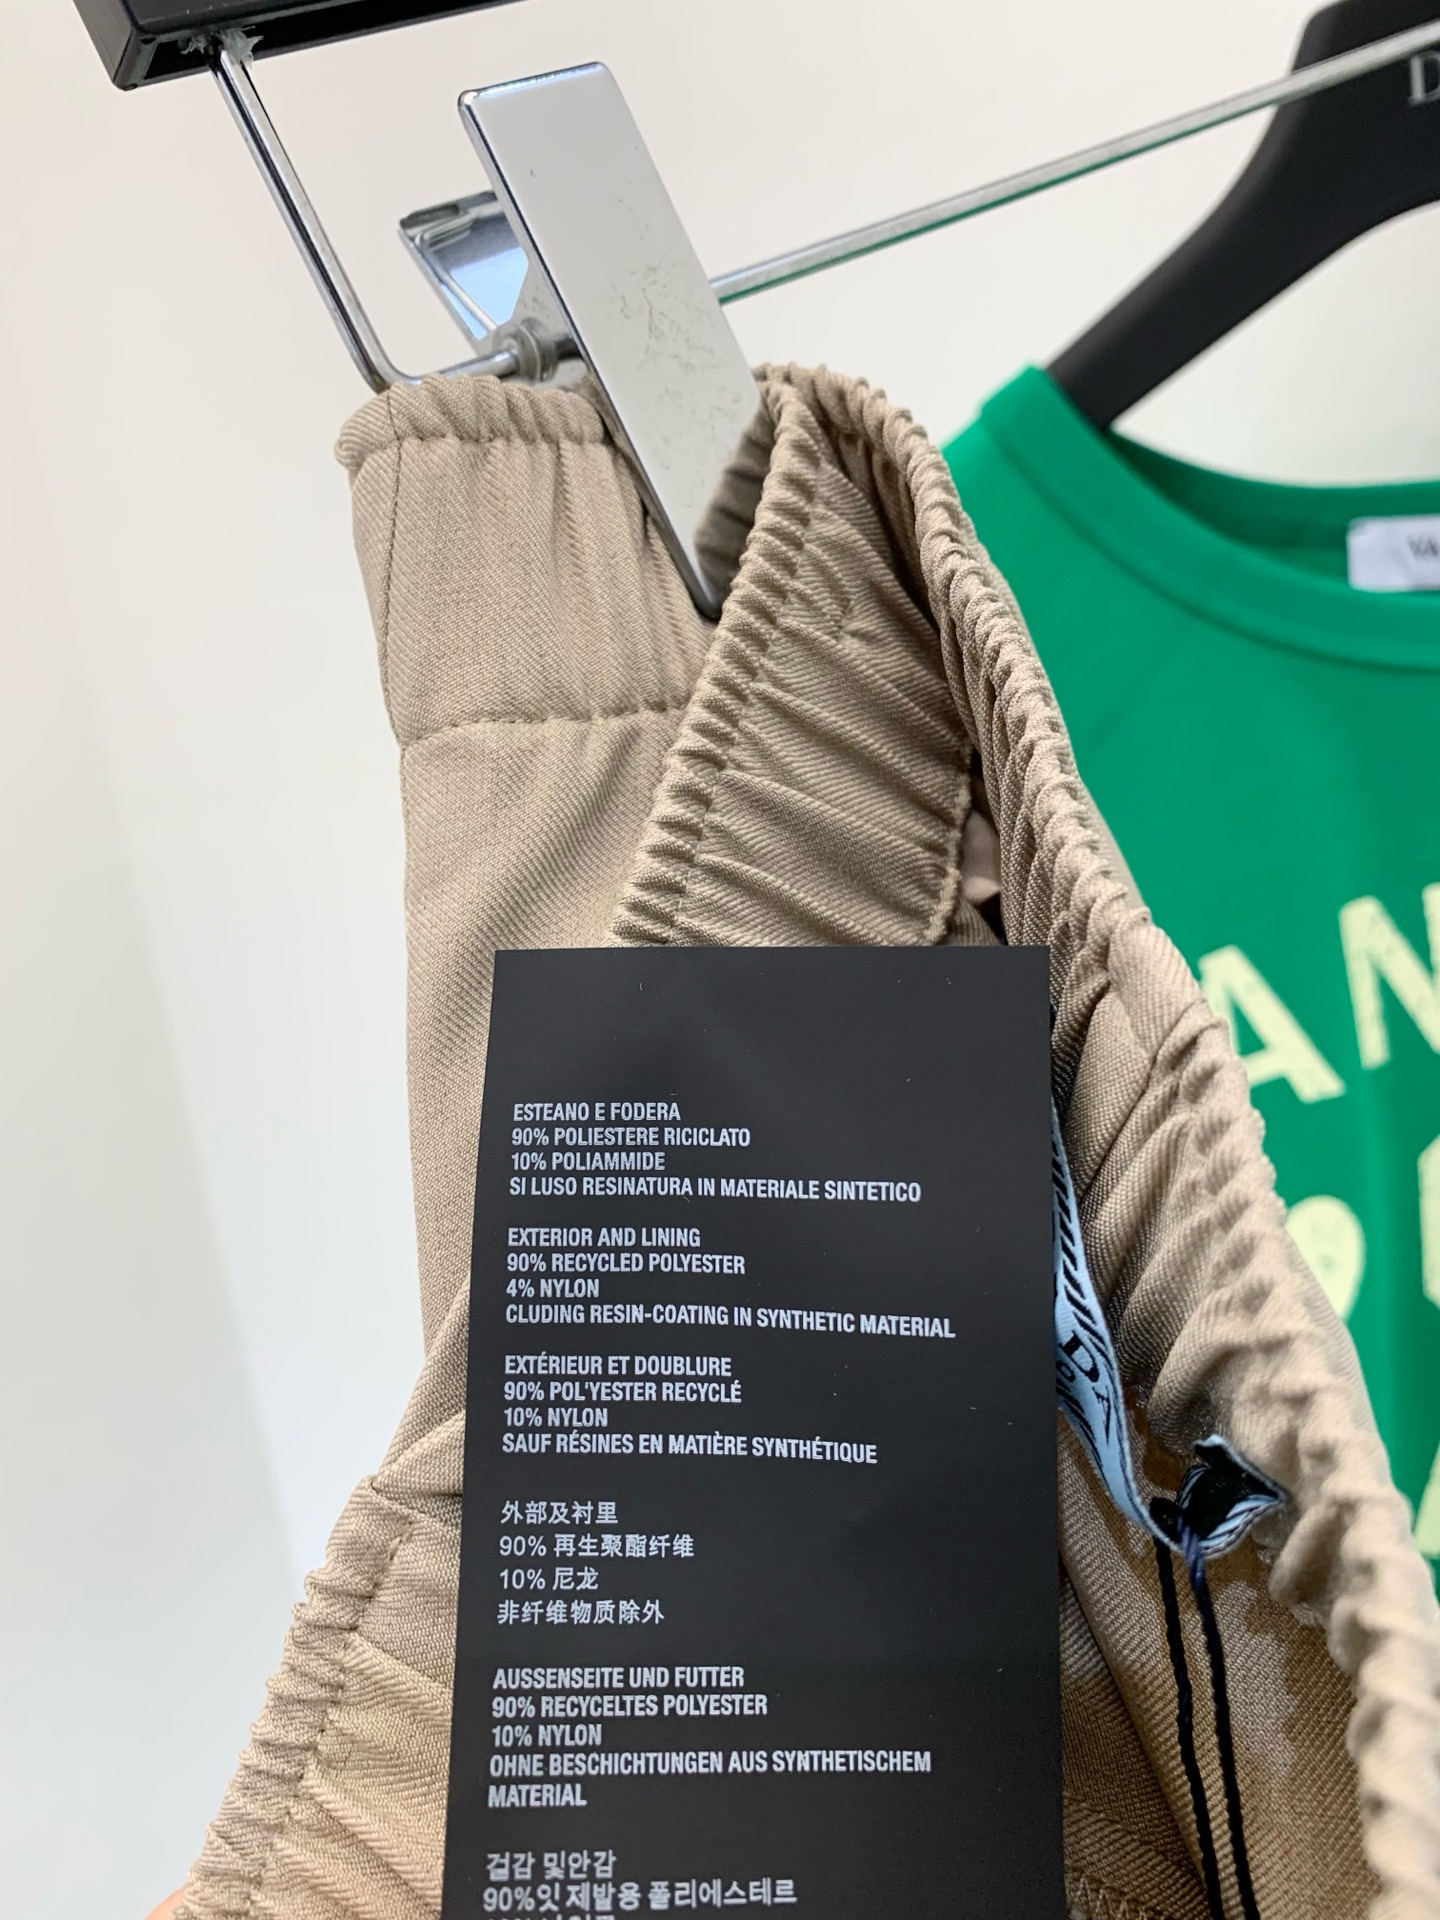 ESTEANO E FODERA
90% POLIESTERE RICICLATO
10% POLIAMMIDE
SI LUSO RESINATURA IN MATERIALE SINTETICO
EXTERIOR AND LINING
90% RECYCLED POLYESTER
4% NYLON
CLUDING RESIN-COATING IN SYNTHETIC MATERIAL
EXTÉRIEUR ET DOUBLURE
90% POL'YESTER RECYCLÉ
10% NYLON
SAUF RÉSINES EN MATIÈRE SYNTHÉTIQUE
外部及衬里
90% 再生聚酯纤维
10% 尼龙
非纤维物质除外
AUSSENSEITE UND FUTTER
90% RECYCELTES POLYESTER
10% NYLON
OHNE BESCHICHTUNGEN AUS SYNTHETISCHEM
MATERIAL
겉감 및안감
90%잇 제발용 폴리에스테르
AN